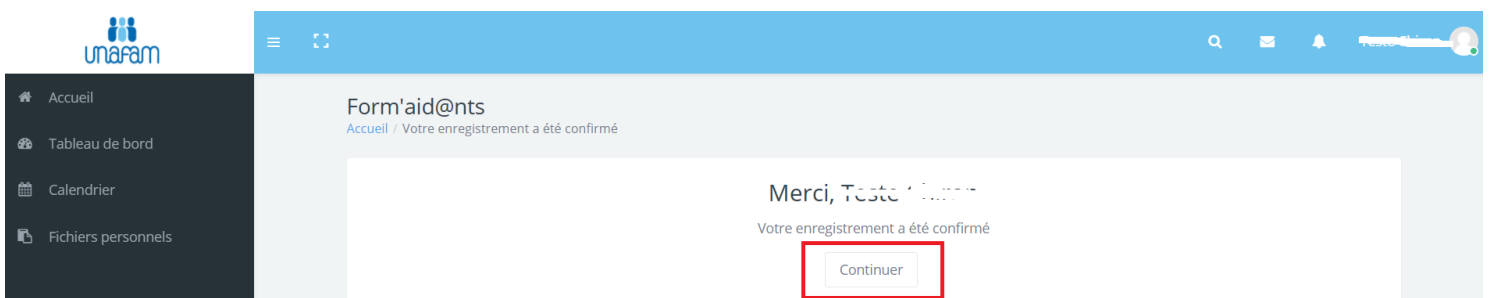 unafam
Accueil
Tableau de bord
Calendrier
Fichiers personnels
Form'aid@nts
Accueil / Votre enregistrement a été confirmé
Merci,
Votre enregistrement a été confirmé
Continuer